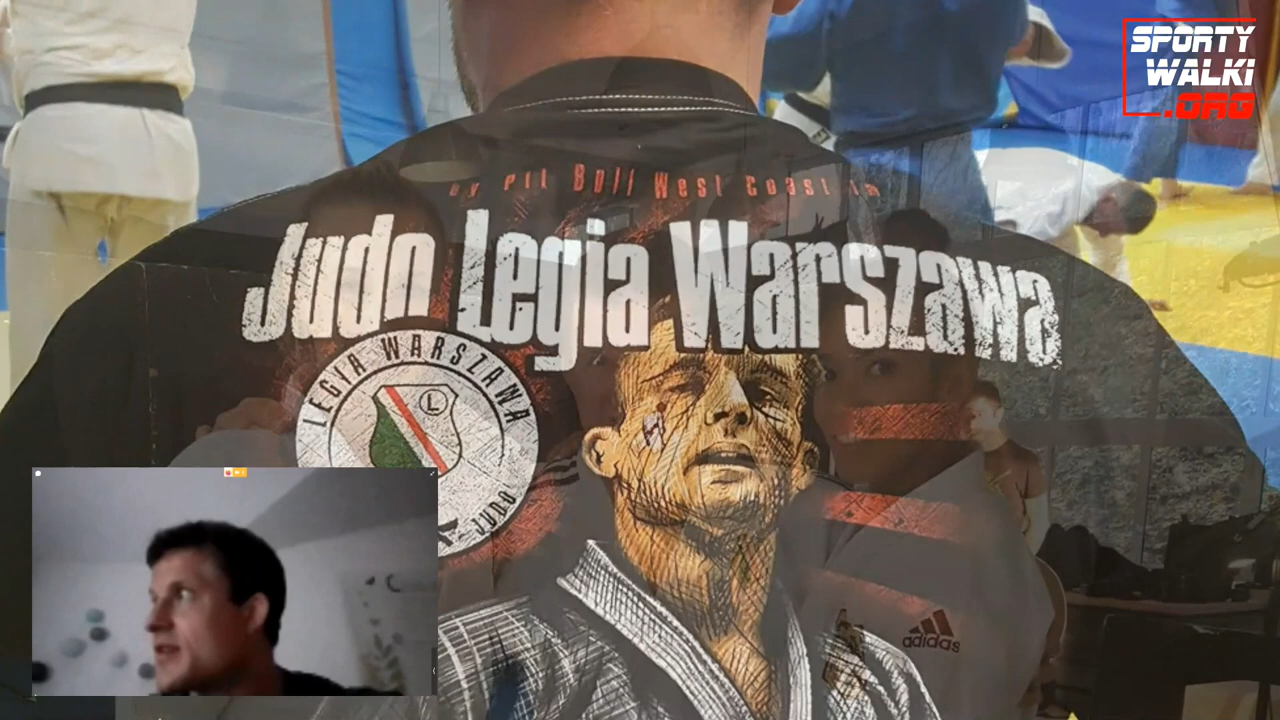 SPORTY
WALKI
.ORG
by Pit Bull West Coast
Judo Legia Warszawa
LEGIA WARSZAWA
L
JUDO
adidas